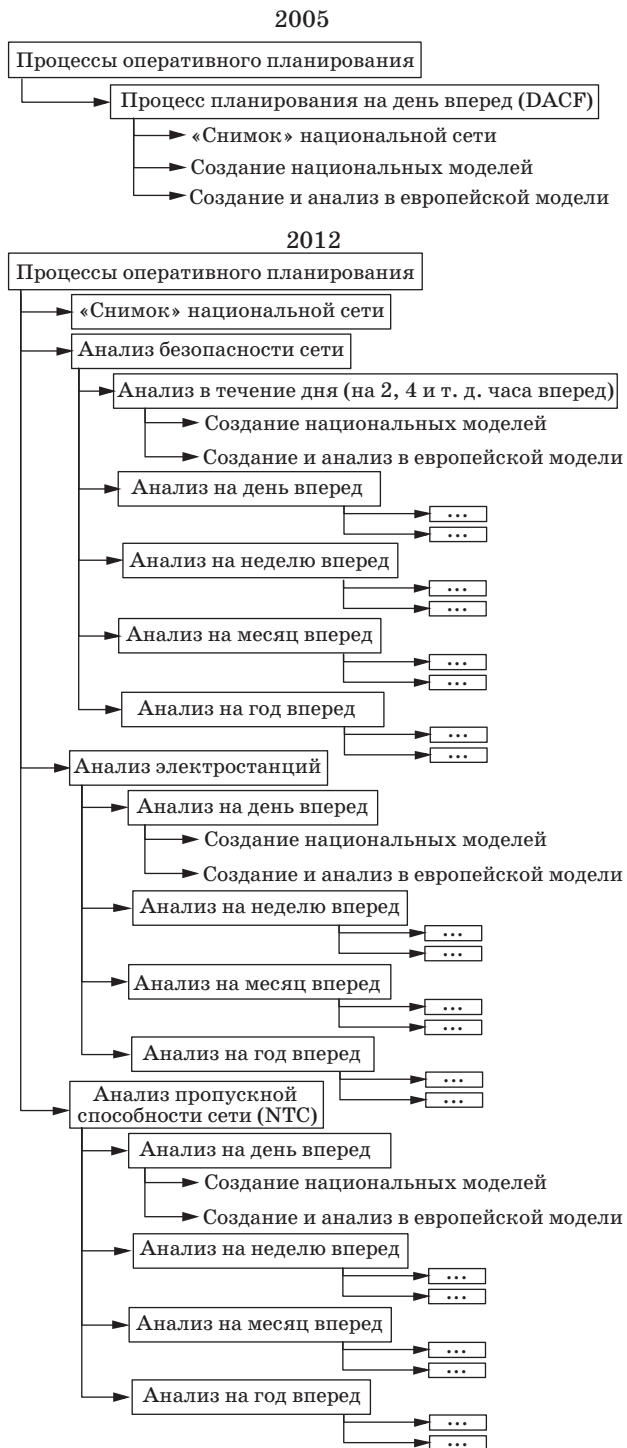 2005
Процессы оперативного планирования
Процесс планирования на день вперед (DACF)
«Снимок» национальной сети
Создание национальных моделей
Создание и анализ в европейской модели
2012
Процессы оперативного планирования
«Снимок» национальной сети
Анализ безопасности сети
Анализ в течение дня (на 2, 4 и т. д. часа вперед)
Создание национальных моделей
Создание и анализ в европейской модели
Анализ на день вперед
...
...
Анализ на неделю вперед
...
...
Анализ на месяц вперед
...
...
Анализ на год вперед
...
...
Анализ электростанций
Анализ на день вперед
Создание национальных моделей
Создание и анализ в европейской модели
Анализ на неделю вперед
...
...
Анализ на месяц вперед
...
...
Анализ на год вперед
...
...
Анализ пропускной
способности сети (NTC)
Анализ на день вперед
Создание национальных моделей
Создание и анализ в европейской модели
Анализ на неделю вперед
...
...
Анализ на месяц вперед
...
...
Анализ на год вперед
...
...